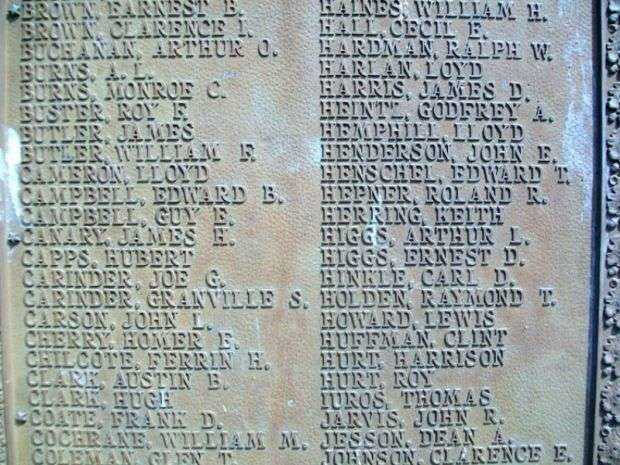 BROWN, EARNEST B.
BROWN, CLARENCE I.
BUCHANAN, ARTHUR O.
BURNS, A. L.
BURNS, MONROE C.
BUSTER, ROY F.
BUTLER, JAMES
BUTLER, WILLIAM F.
CAMERON, LLOYD
CAMPBELL, EDWARD B.
CAMPBELL, GUY E.
CANARY, JAMES H.
CAPPS, HUBERT
CARINDER, JOE G.
CARINDER, GRANVILLE S.
CARSON, JOHN L.
CHERRY, HOMER E.
CHILCOTE, FERRIN H.
CLARK, AUSTIN B.
CLARK, HUGH
COATE, FRANK D.
COCHRANE, WILLIAM M.
COLEMAN, GLEN T.
HAINES, WILLIAM H.
HALL, CECIL E.
HARDMAN, RALPH W.
HARLAN, LOYD
HARRIS, JAMES D.
HEINTZ, GODFREY A.
HEMPHILL, LLOYD
HENDERSON, JOHN E.
HENSCHEL, EDWARD T.
HEPNER, ROLAND R.
HERRING, KEITH
HIGGS, ARTHUR L.
HIGGS, ERNEST D.
HINKLE, CARL D.
HOLDEN, RAYMOND T.
HOWARD, LEWIS
HUFFMAN, CLINT
HURT, HARRISON
HURT, ROY
IUROS, THOMAS
JARVIS, JOHN R.
JESSON, DEAN A.
JOHNSON, CLARENCE E.